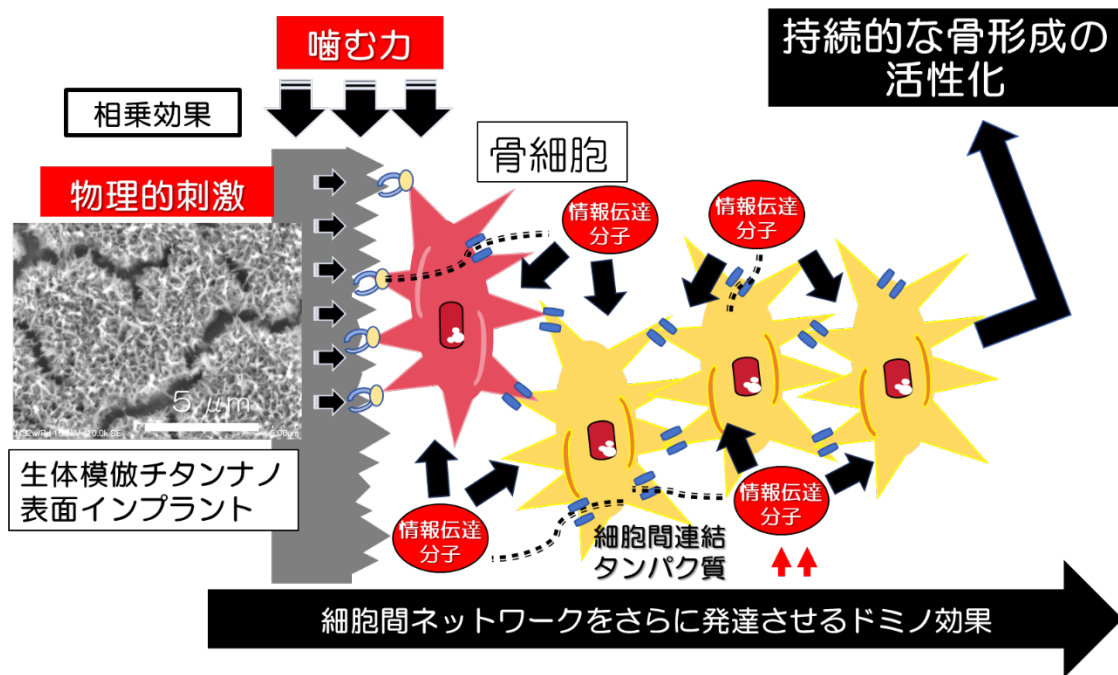 噛む力
持続的な骨形成の
活性化
相乗効果
骨細胞
物理的刺激
情報伝達
分子
情報伝達
分子
5 μm
生体模倣チタンナノ
表面インプラント
情報伝達
分子
情報伝達
分子
細胞間連結
タンパク質
細胞間ネットワークをさらに発達させるドミノ効果